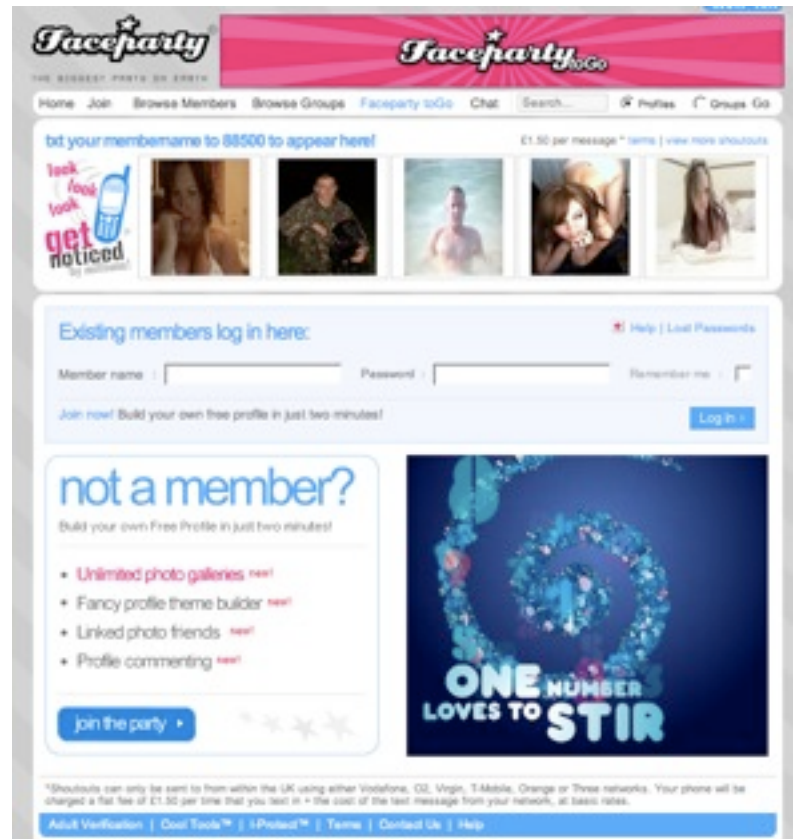 Faceparty
THE BIGGEST PARTY ON EARTH
Faceparty toGo
Home Join Browse Members Browse Groups Faceparty toGo Chat Search... Profiles Groups Go
txt your membername to 88500 to appear here!
£1.50 per message * terms | view more shoutouts
look
look
look
get
noticed
Existing members log in here:
Help | Lost Passwords
Member name : Password : Remember me :
Join now! Build your own free profile in just two minutes!
Log in
not a member?
Build your own Free Profile in just two minutes!
• Unlimited photo galleries new!
• Fancy profile theme builder new!
• Linked photo friends new!
• Profile commenting new!
join the party
ONE NUMBER
LOVES TO STIR
*Shoutouts can only be sent to from within the UK using either Vodafone, O2, Virgin, T-Mobile, Orange or Three networks. Your phone will be
charged a flat fee of £1.50 per time that you text in + the cost of the text message from your network, at basic rates.
Adult Verification | Cool Tools™ | i-Protect™ | Terms | Contact Us | Help